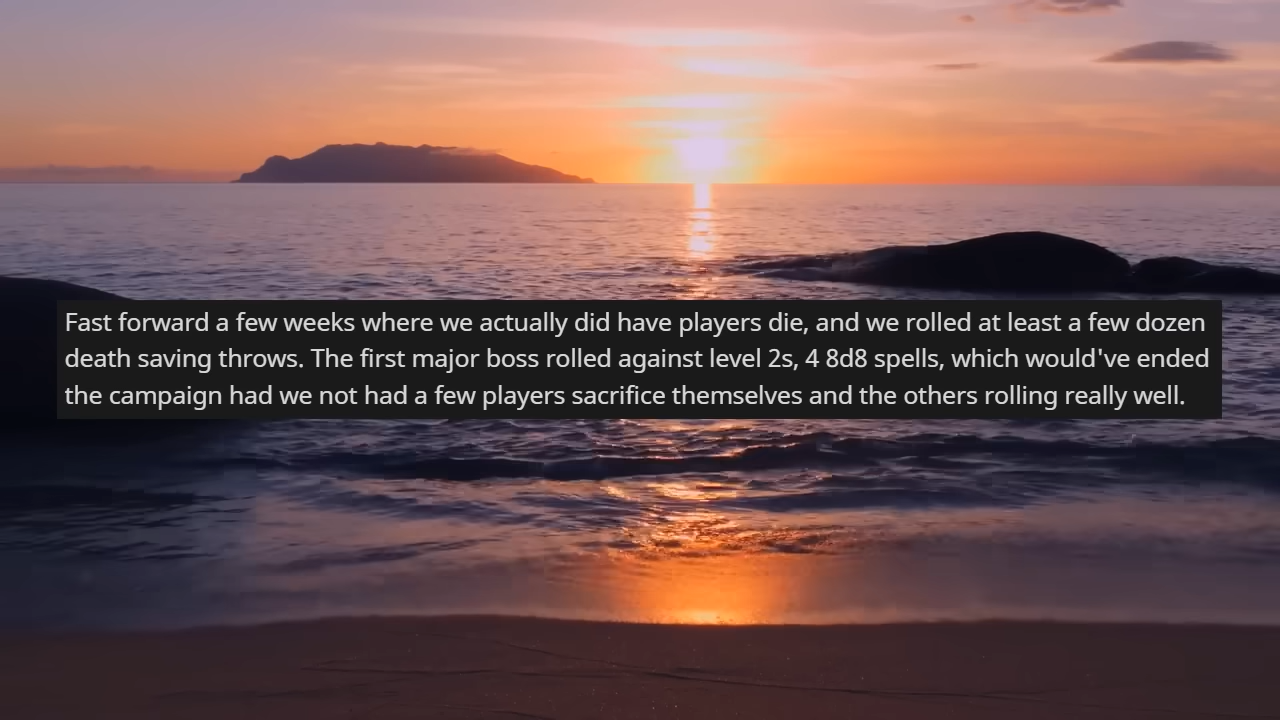 Fast forward a few weeks where we actually did have players die, and we rolled at least a few dozen
death saving throws. The first major boss rolled against level 2s, 4 8d8 spells, which would've ended
the campaign had we not had a few players sacrifice themselves and the others rolling really well.